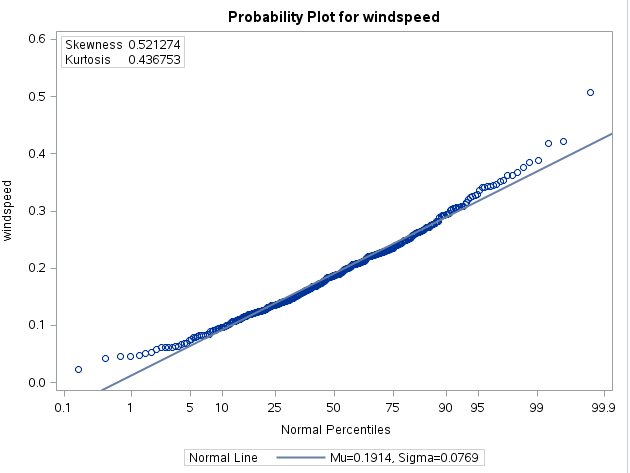 Probability Plot for windspeed
Skewness 0.521274
Kurtosis 0.436753
0.6
0.5
0.4
0.3
0.2
0.1
0.0
windspeed
0.1 1 5 10 25 50 75 90 95 99 99.9
Normal Percentiles
Normal Line Mu=0.1914, Sigma=0.0769